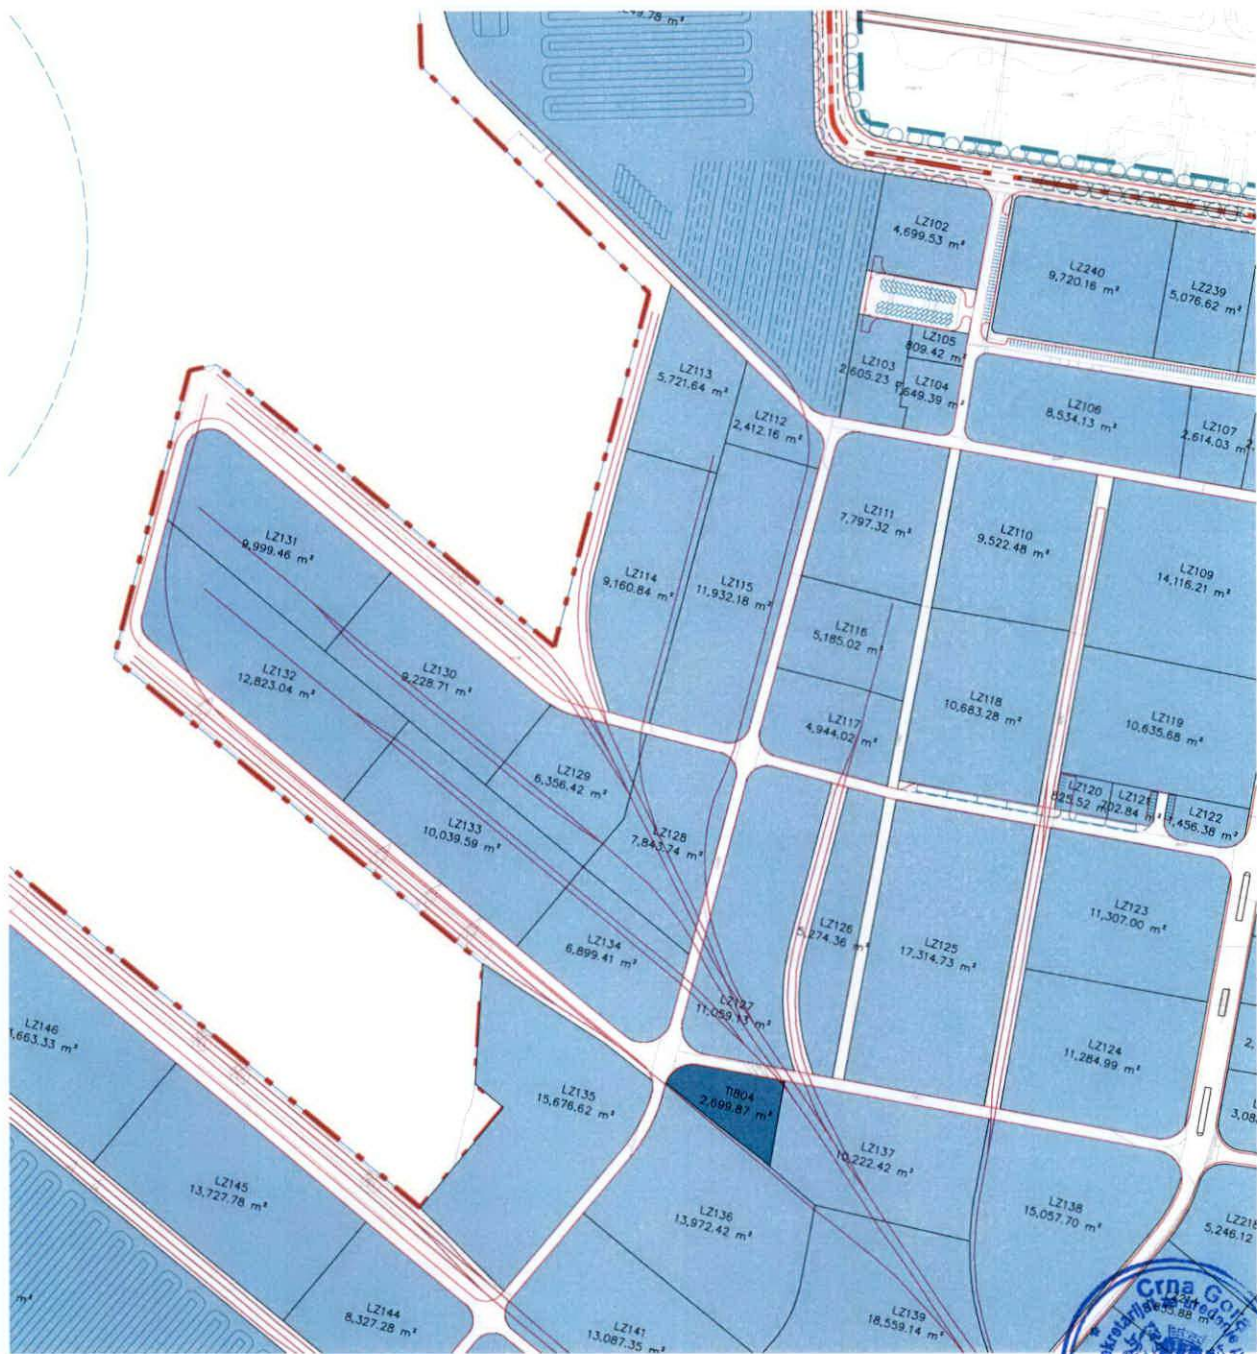 LZ102
4,699.53 m²
LZ240
9,720.16 m²
LZ239
5,076.62 m²
LZ105
809.42 m²
LZ103
2,605.23
LZ104
1,649.39 m²
LZ106
8,534.13 m²
LZ107
2,614.03 m²
LZ113
5,721.64 m²
LZ112
2,412.16 m²
LZ111
7,797.32 m²
LZ110
9,522.48 m²
LZ109
14,116.21 m²
LZ131
9,999.46 m²
LZ114
9,160.84 m²
LZ115
11,932.18 m²
LZ116
5,185.02 m²
LZ130
9,228.71 m²
LZ132
12,823.04 m²
LZ118
10,683.28 m²
LZ119
10,635.68 m²
LZ117
4,944.02 m²
LZ129
6,356.42 m²
LZ120
825.52 m²
LZ121
702.84 m²
LZ122
1,456.38 m²
LZ133
10,039.59 m²
LZ128
7,843.74 m²
LZ123
11,307.00 m²
LZ126
5,274.36 m²
LZ125
17,314.73 m²
LZ134
6,899.41 m²
LZ127
11,059.13 m²
LZ124
11,284.99 m²
LZ146
,663.33 m²
LZ135
15,676.62 m²
2,699.87 m²
LZ137
10,222.42 m²
LZ145
13,727.78 m²
LZ136
13,972.42 m²
LZ138
15,057.70 m²
LZ218
5,246.12
LZ144
8,327.28 m²
LZ141
13,087.35 m²
LZ139
18,559.14 m²
m²
Crna Gora